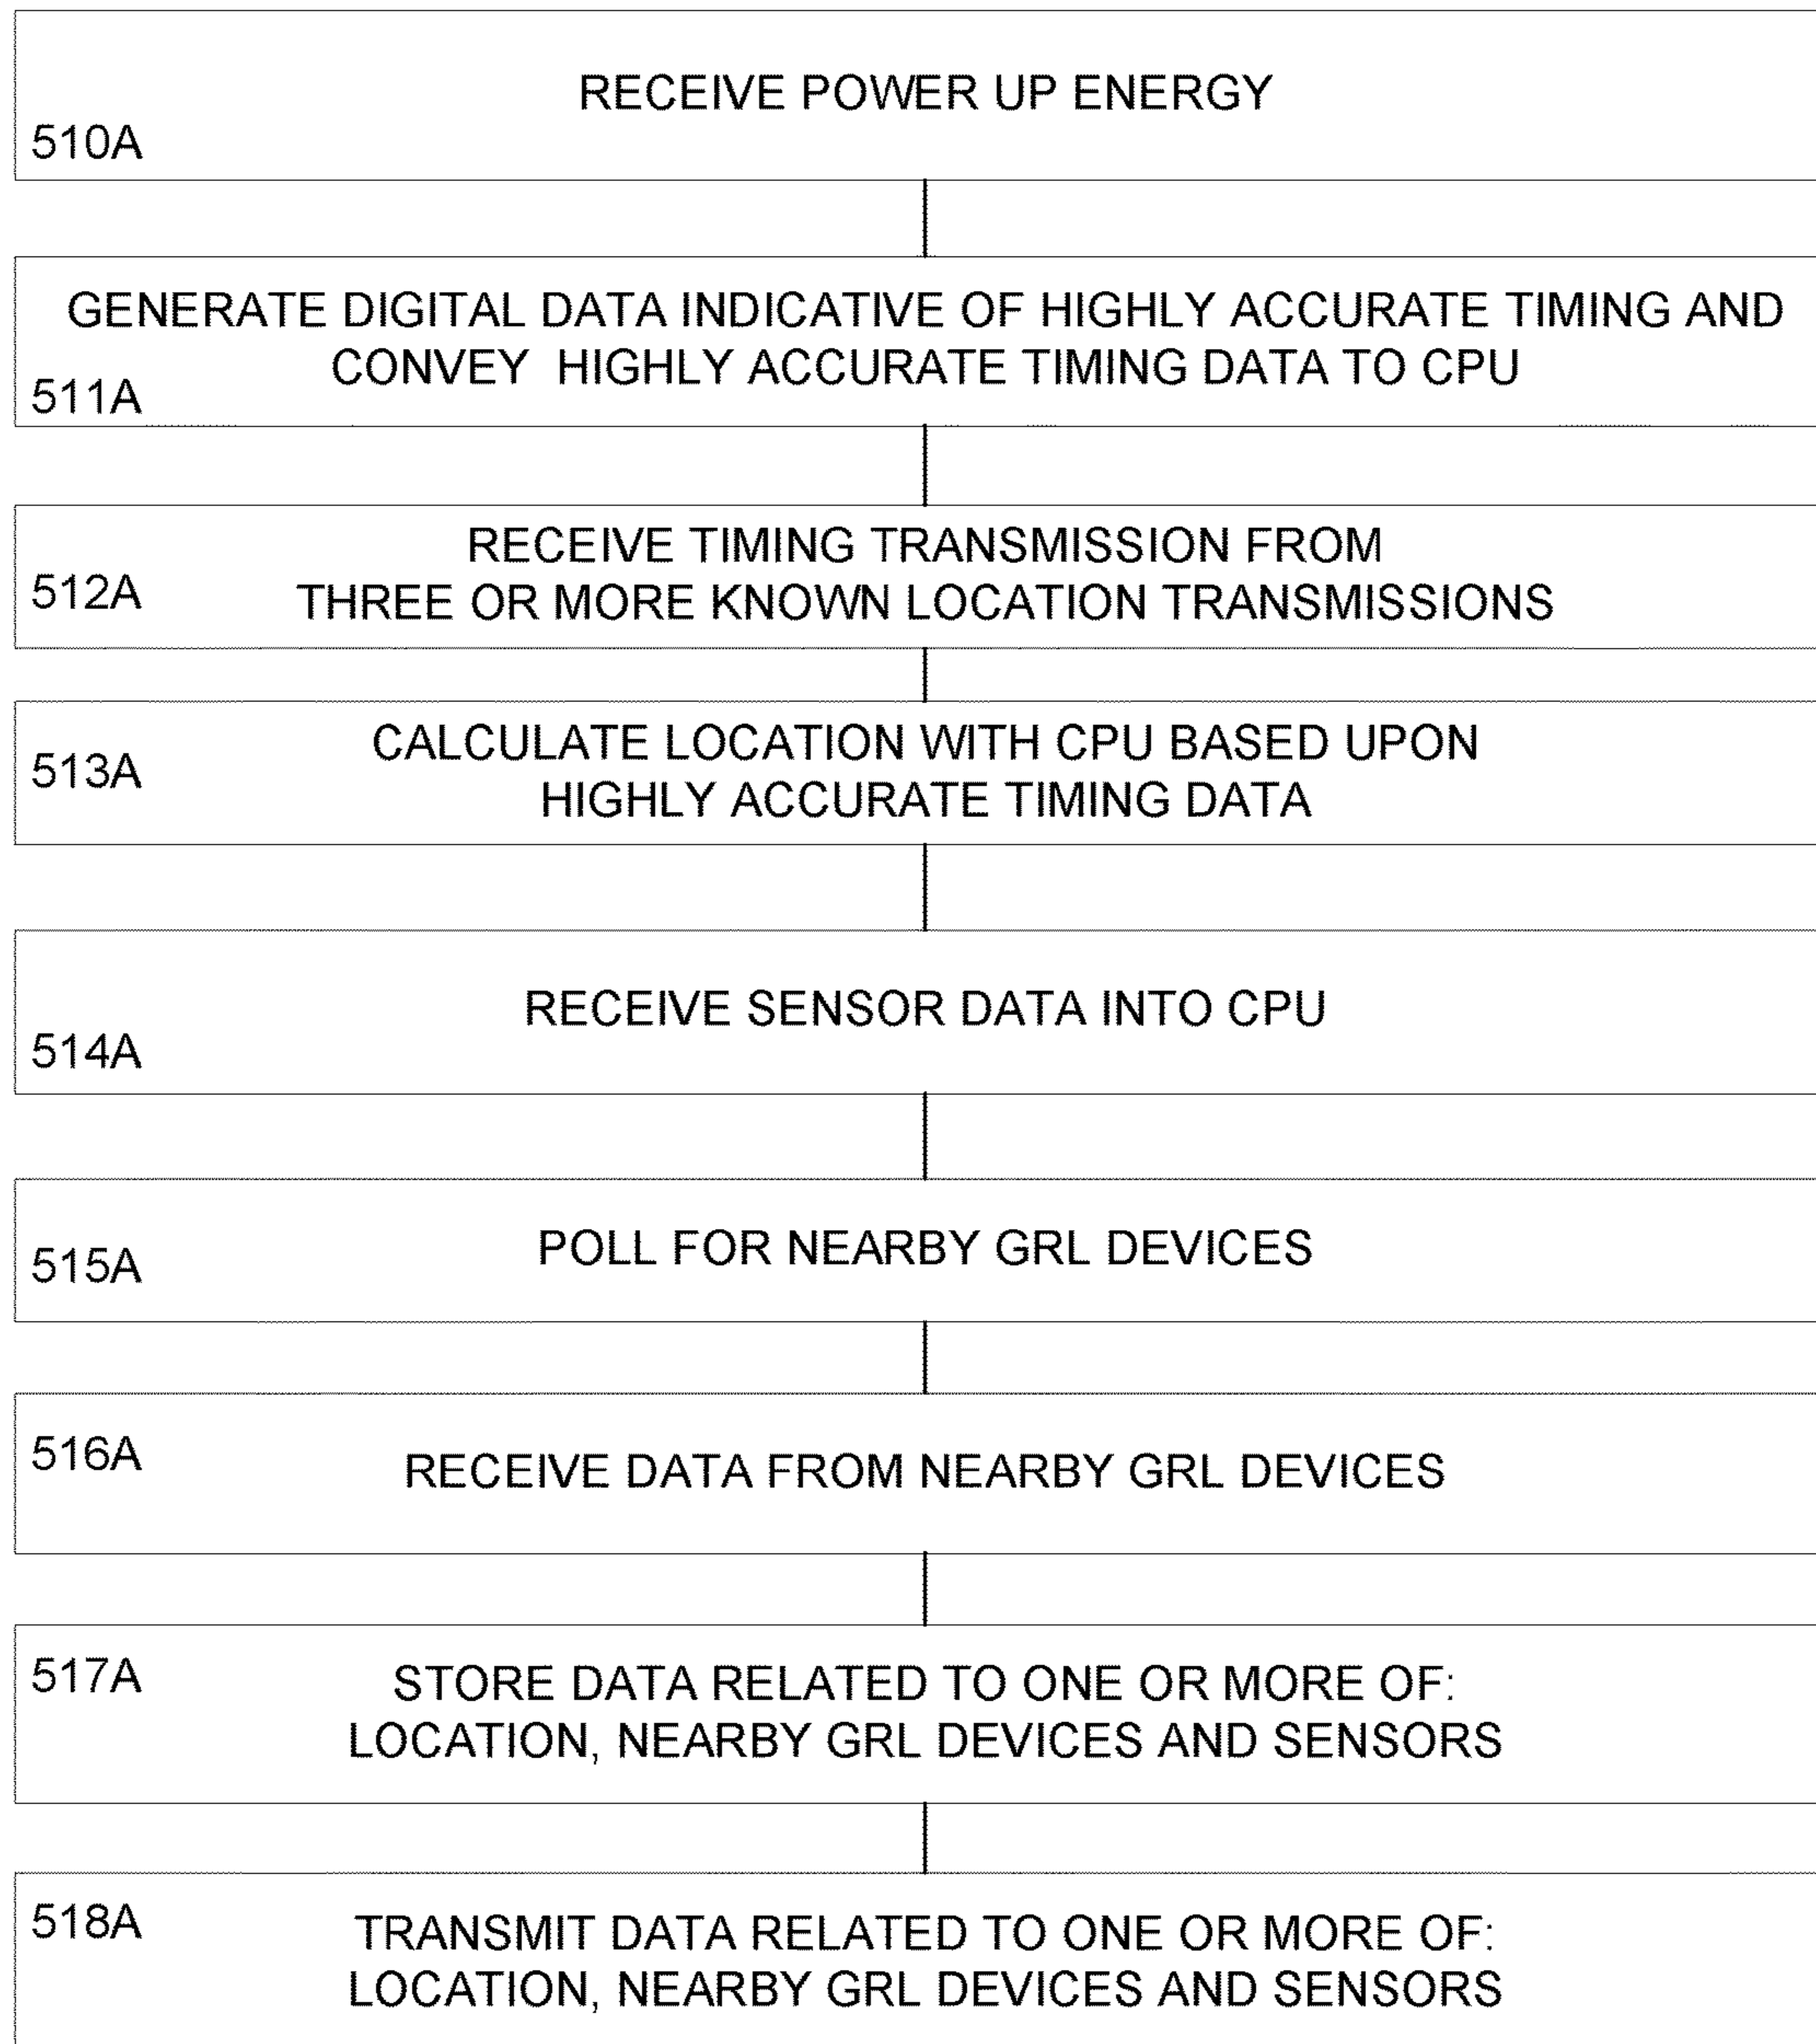 RECEIVE POWER UP ENERGY
510A
GENERATE DIGITAL DATA INDICATIVE OF HIGHLY ACCURATE TIMING AND
CONVEY HIGHLY ACCURATE TIMING DATA TO CPU
511A
RECEIVE TIMING TRANSMISSION FROM
512A
THREE OR MORE KNOWN LOCATION TRANSMISSIONS
CALCULATE LOCATION WITH CPU BASED UPON
513A
HIGHLY ACCURATE TIMING DATA
RECEIVE SENSOR DATA INTO CPU
514A
POLL FOR NEARBY GRL DEVICES
515A
516A
RECEIVE DATA FROM NEARBY GRL DEVICES
517A
STORE DATA RELATED TO ONE OR MORE OF:
LOCATION, NEARBY GRL DEVICES AND SENSORS
518A
TRANSMIT DATA RELATED TO ONE OR MORE OF:
LOCATION, NEARBY GRL DEVICES AND SENSORS